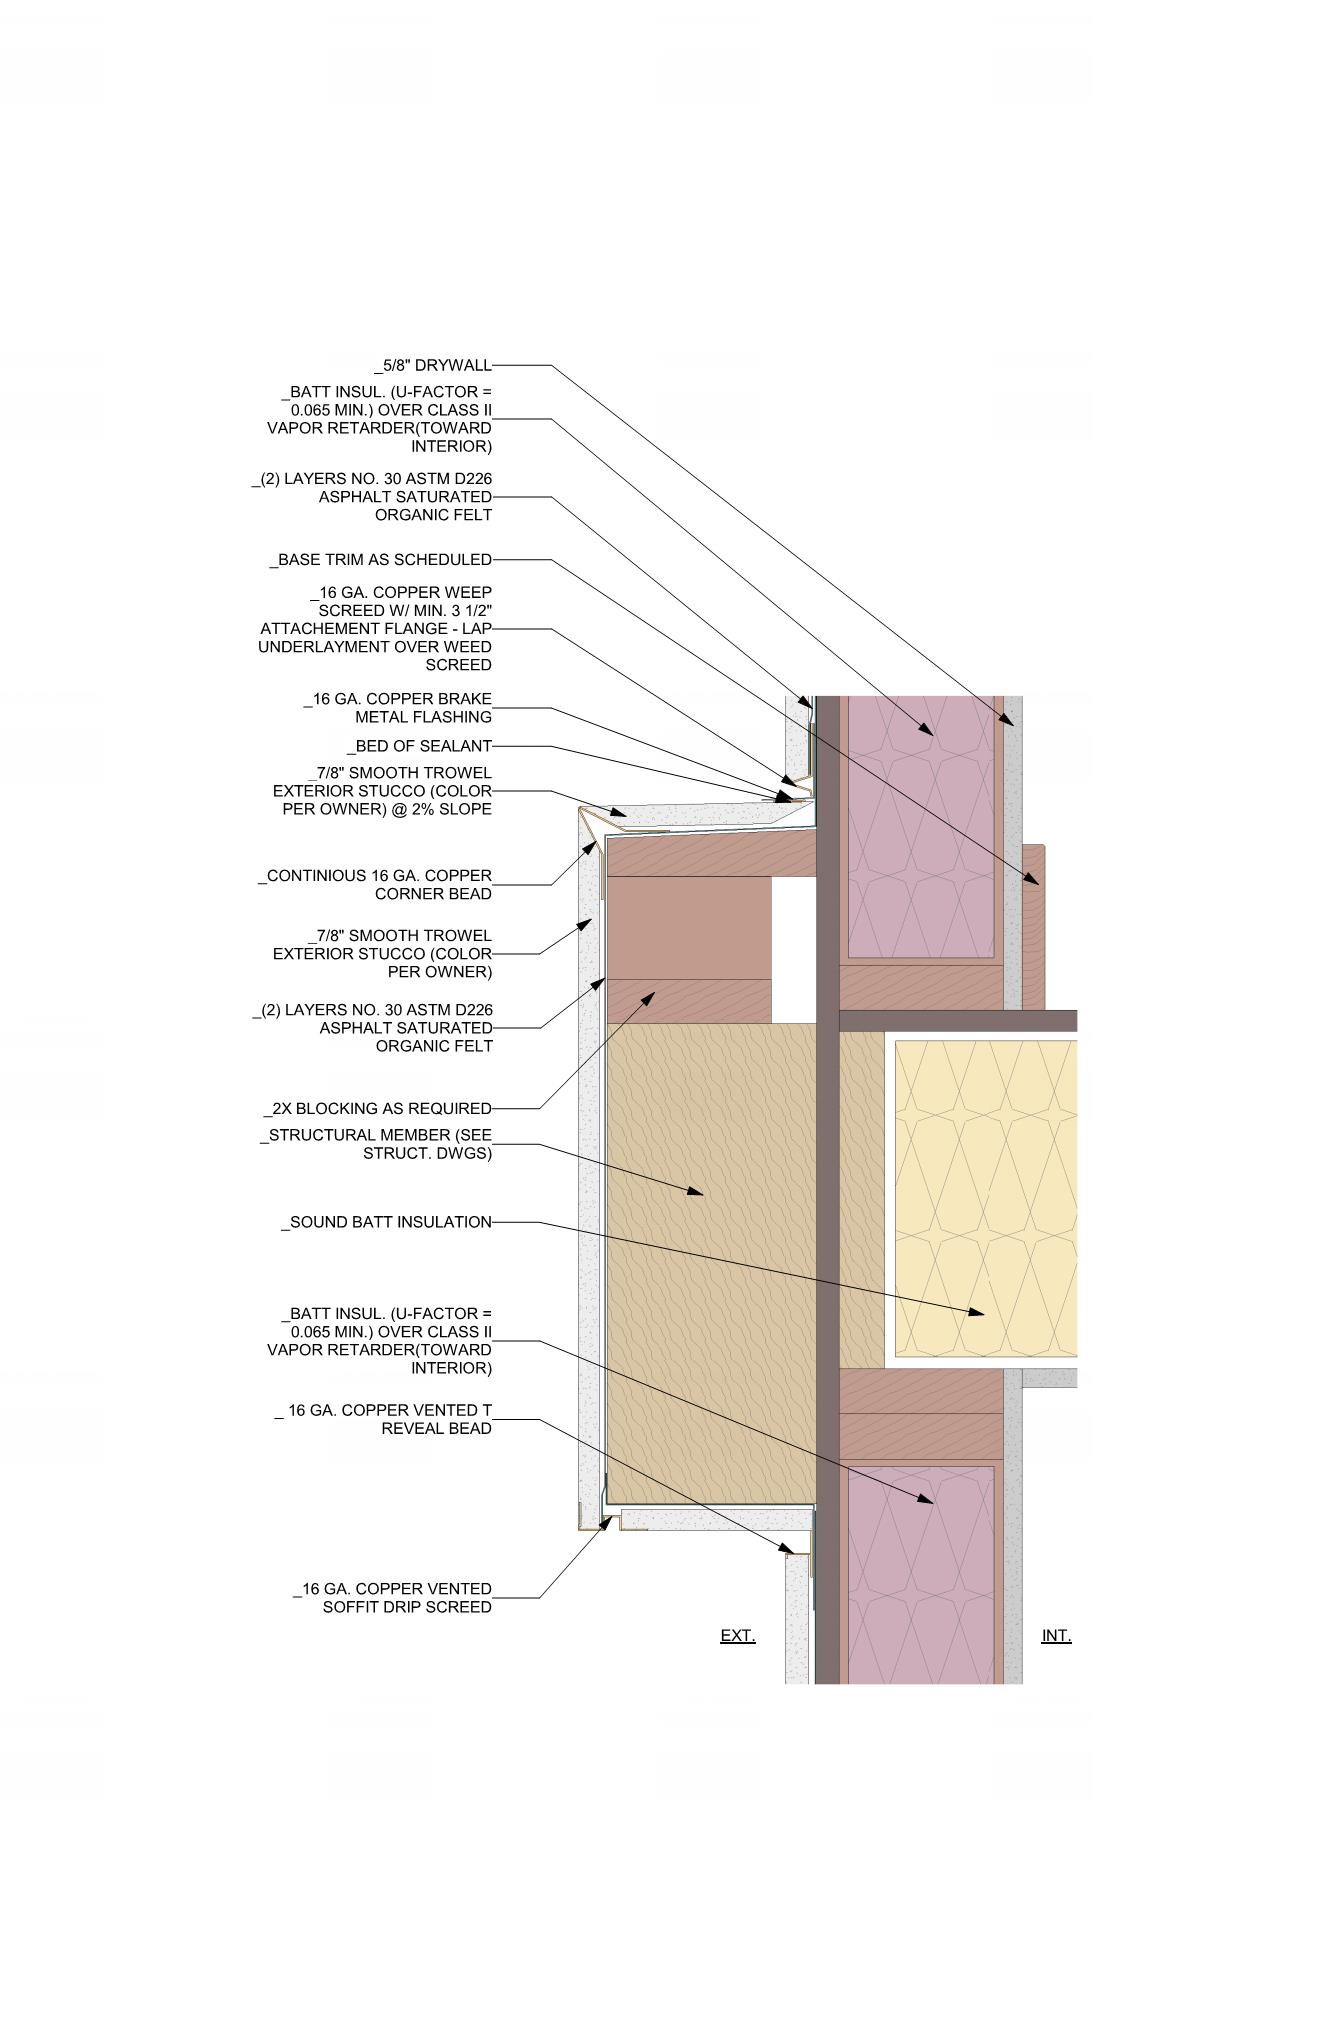 _5/8" DRYWALL
_BATT INSUL. (U-FACTOR =
0.065 MIN.) OVER CLASS II
VAPOR RETARDER(TOWARD
INTERIOR)
_(2) LAYERS NO. 30 ASTM D226
ASPHALT SATURATED
ORGANIC FELT
_BASE TRIM AS SCHEDULED
_16 GA. COPPER WEEP
SCREED W/ MIN. 3 1/2"
ATTACHEMENT FLANGE - LAP
UNDERLAYMENT OVER WEED
SCREED
_16 GA. COPPER BRAKE
METAL FLASHING
_BED OF SEALANT
_7/8" SMOOTH TROWEL
EXTERIOR STUCCO (COLOR
PER OWNER) @ 2% SLOPE
_CONTINIOUS 16 GA. COPPER
CORNER BEAD
_7/8" SMOOTH TROWEL
EXTERIOR STUCCO (COLOR
PER OWNER)
_(2) LAYERS NO. 30 ASTM D226
ASPHALT SATURATED
ORGANIC FELT
_2X BLOCKING AS REQUIRED
_STRUCTURAL MEMBER (SEE
STRUCT. DWGS)
_SOUND BATT INSULATION
_BATT INSUL. (U-FACTOR =
0.065 MIN.) OVER CLASS II
VAPOR RETARDER(TOWARD
INTERIOR)
_ 16 GA. COPPER VENTED T
REVEAL BEAD
_16 GA. COPPER VENTED
SOFFIT DRIP SCREED
EXT.
INT.